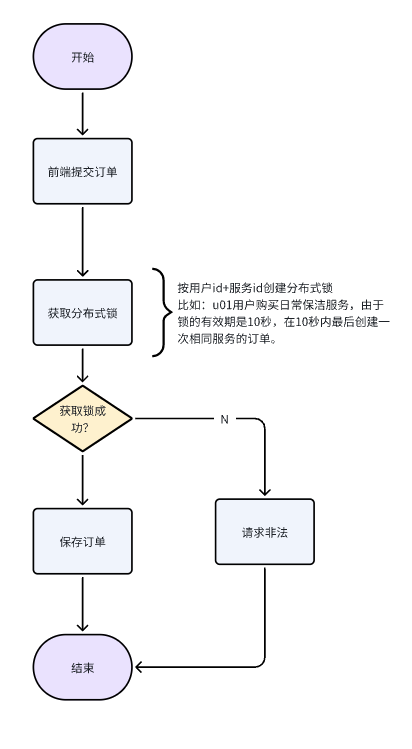 开始
前端提交订单
获取分布式锁
按用户id+服务id创建分布式锁
比如：u01用户购买日常保洁服务，由于
锁的有效期是10秒，在10秒内最后创建一
次相同服务的订单。
获取锁成
功？
N
保存订单
请求非法
结束